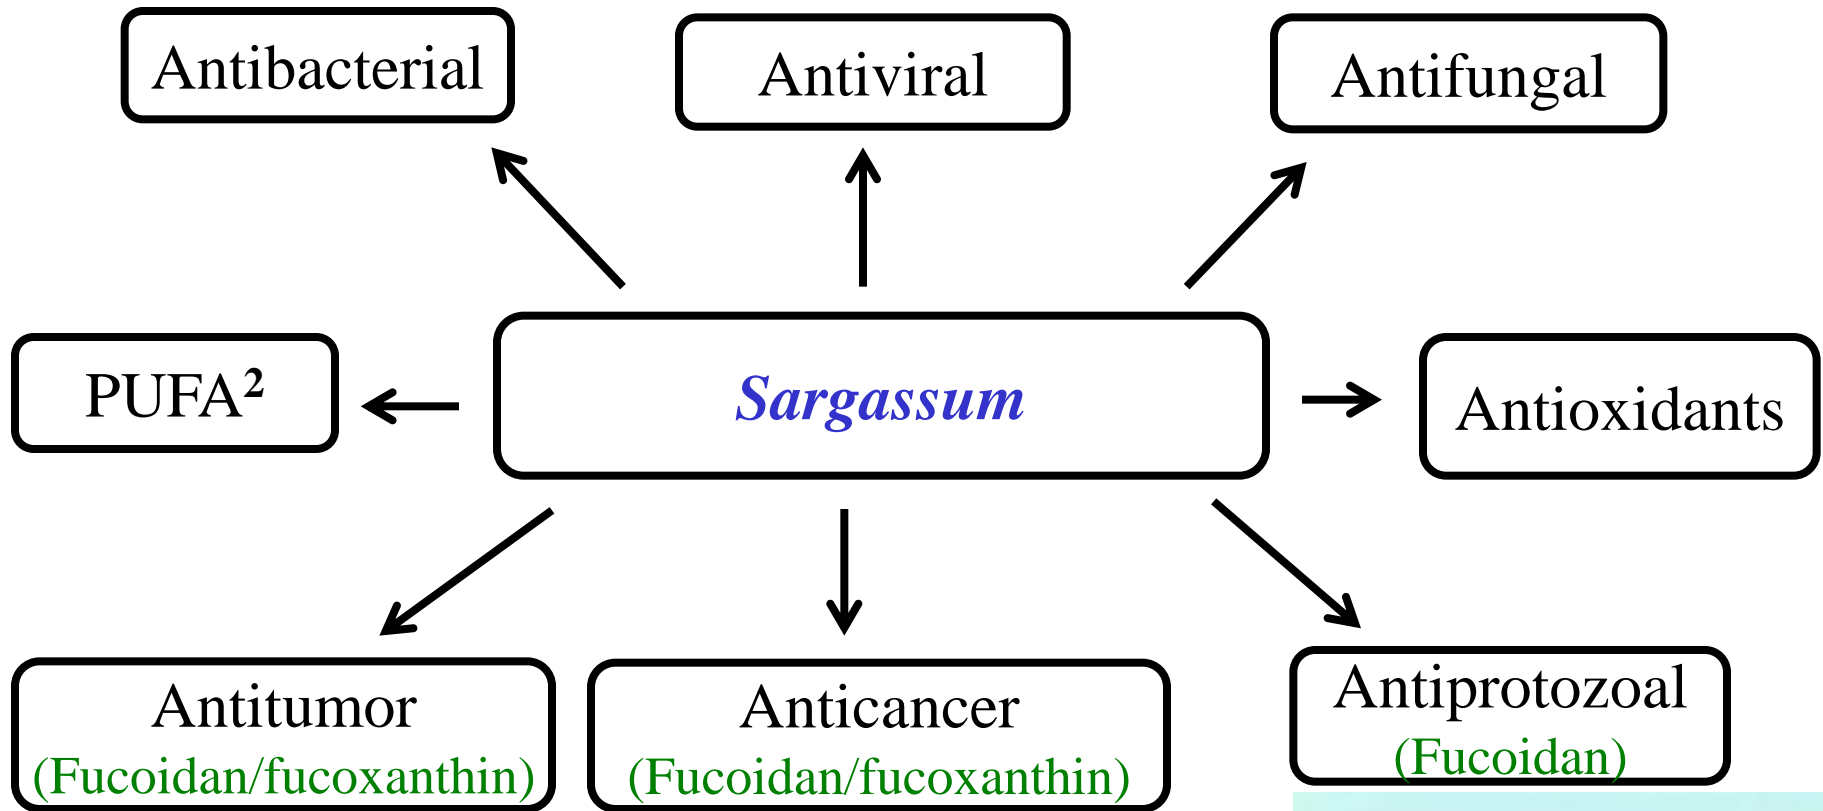 Antibacterial
Antiviral
Antifungal
PUFA²
Sargassum
Antioxidants
Antitumor
(Fucoidan/fucoxanthin)
Anticancer
(Fucoidan/fucoxanthin)
Antiprotozoal
(Fucoidan)